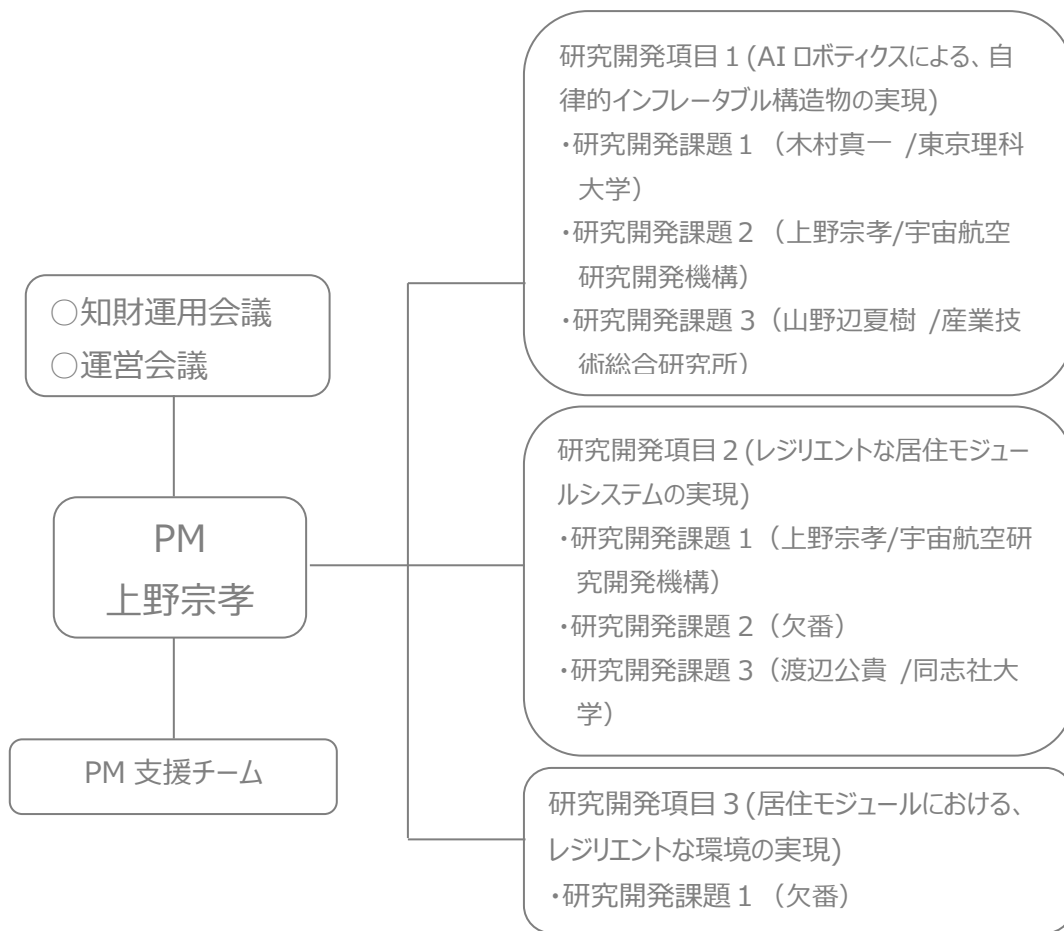 ○知財運用会議
○運営会議
PM
上野宗孝
PM 支援チーム
研究開発項目 1 (AI ロボティクスによる、自
律的インフレータブル構造物の実現)
・研究開発課題 1 （木村真一 /東京理科
大学）
・研究開発課題 2 （上野宗孝/宇宙航空
研究開発機構）
・研究開発課題 3（山野辺夏樹 /産業技
術総合研究所）
研究開発項目 2 (レジリエントな居住モジュー
ルシステムの実現)
・研究開発課題 1（上野宗孝/宇宙航空研
究開発機構）
・研究開発課題 2（欠番）
・研究開発課題 3（渡辺公貴 /同志社大
学）
研究開発項目 3 (居住モジュールにおける、
レジリエントな環境の実現)
・研究開発課題 1 （欠番）